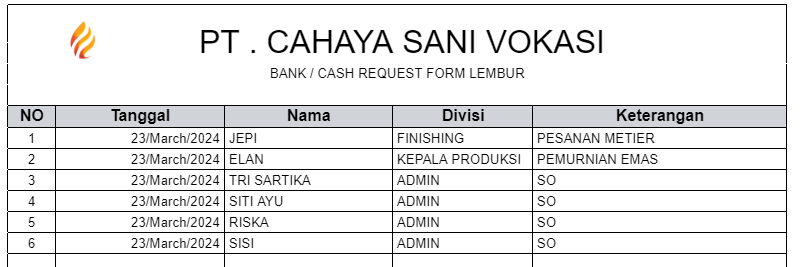 PT . CAHAYA SANI VOKASI
BANK / CASH REQUEST FORM LEMBUR
NO Tanggal Nama Divisi Keterangan
1 23/March/2024 JEPI FINISHING PESANAN METIER
2 23/March/2024 ELAN KEPALA PRODUKSI PEMURNIAN EMAS
3 23/March/2024 TRI SARTIKA ADMIN SO
4 23/March/2024 SITI AYU ADMIN SO
5 23/March/2024 RISKA ADMIN SO
6 23/March/2024 SISI ADMIN SO